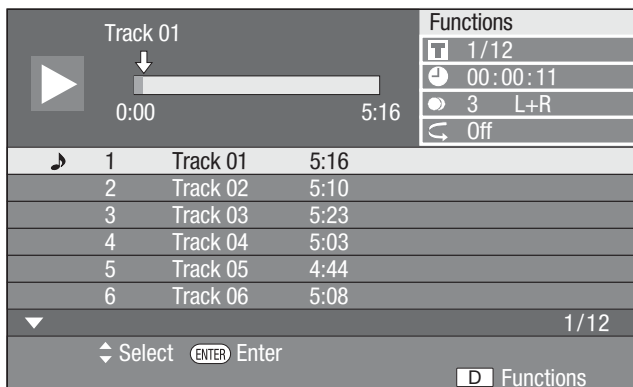 Track 01
0:00 5:16
Functions
T 1/12
00:00:11
3 L+R
Off
1 Track 01 5:16
2 Track 02 5:10
3 Track 03 5:23
4 Track 04 5:03
5 Track 05 4:44
6 Track 06 5:08
1/12
Select ENTER Enter
D Functions